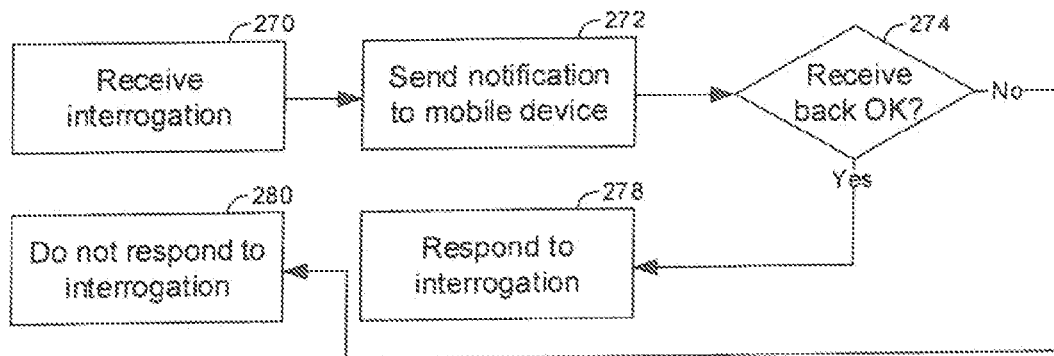 270
Receive
interrogation
272
Send notification
to mobile device
274
Receive
back OK?
No
Yes
280
Do not respond to
interrogation
278
Respond to
interrogation